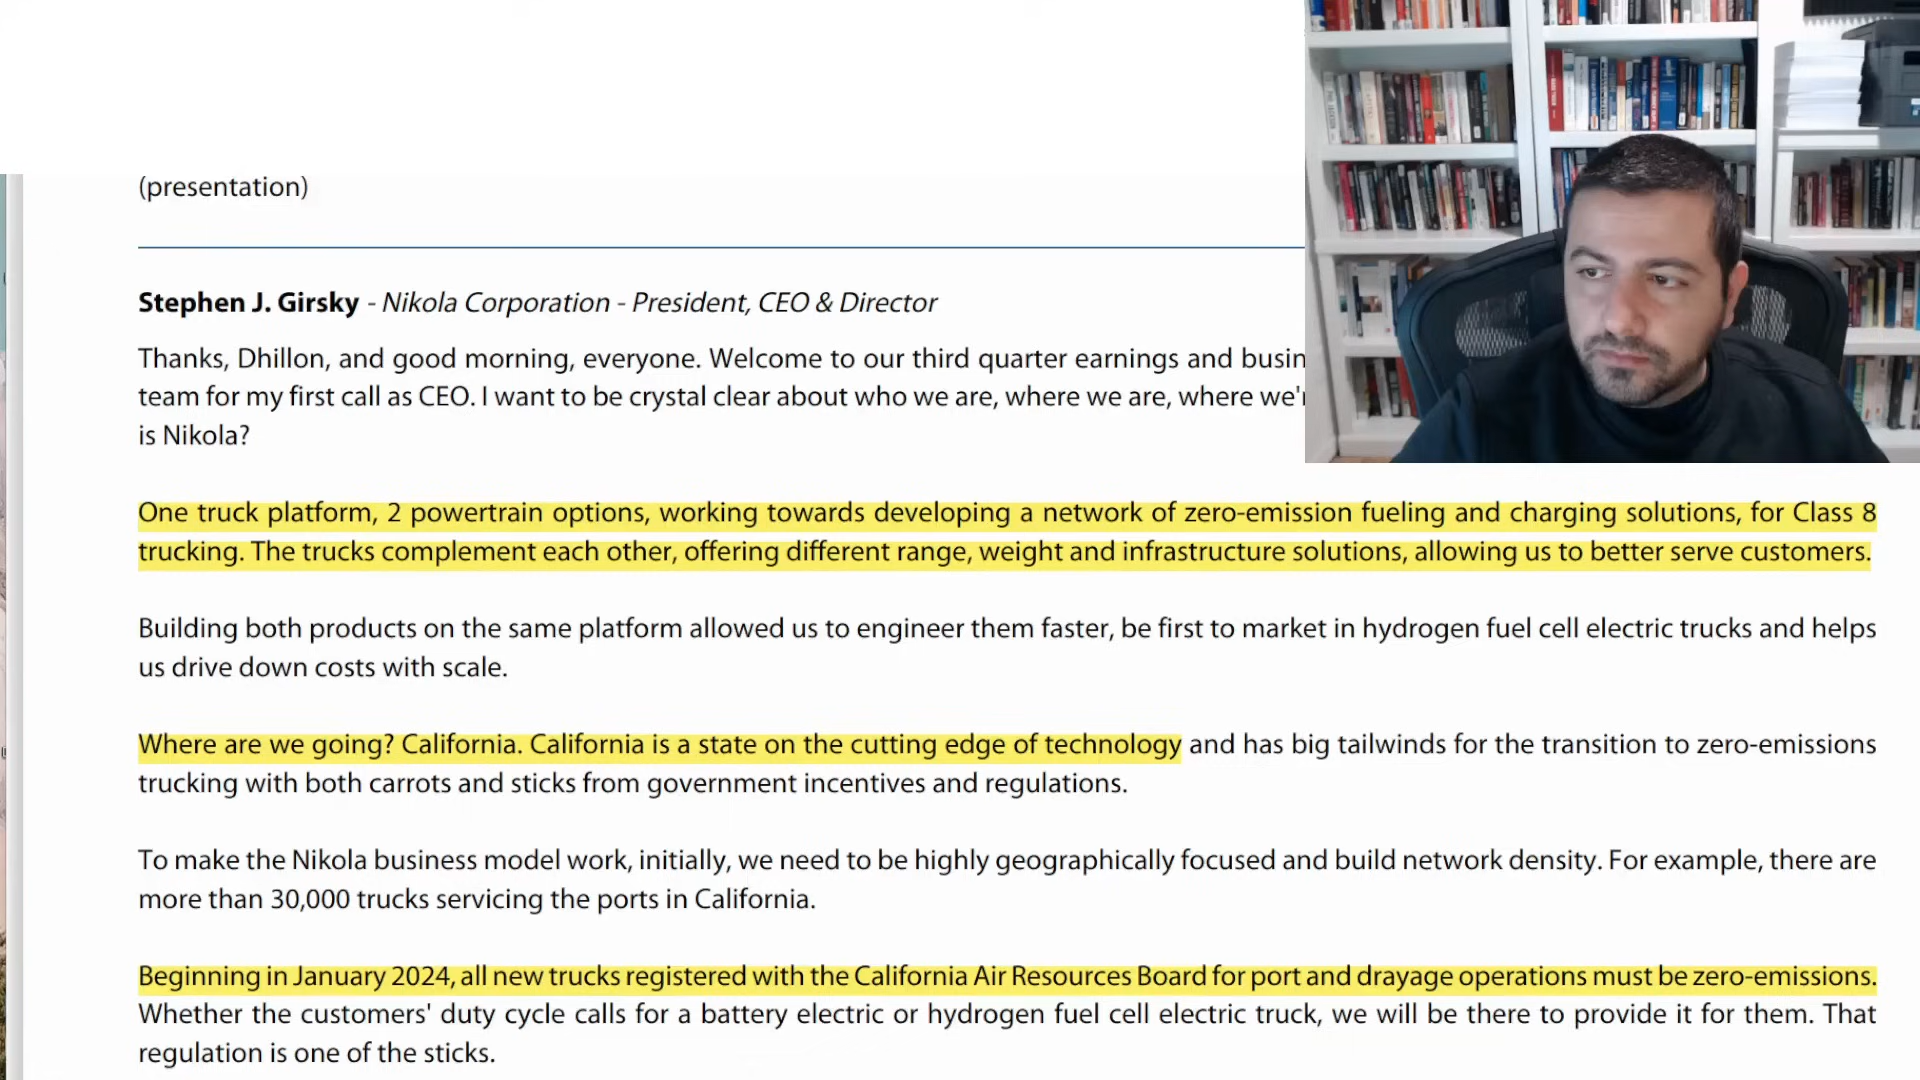 (presentation)
Stephen J. Girsky - Nikola Corporation - President, CEO & Director
Thanks, Dhillon, and good morning, everyone. Welcome to our third quarter earnings and busin
team for my first call as CEO. I want to be crystal clear about who we are, where we are, where we'r
is Nikola?
One truck platform, 2 powertrain options, working towards developing a network of zero-emission fueling and charging solutions, for Class 8
trucking. The trucks complement each other, offering different range, weight and infrastructure solutions, allowing us to better serve customers.
Building both products on the same platform allowed us to engineer them faster, be first to market in hydrogen fuel cell electric trucks and helps
us drive down costs with scale.
Where are we going? California. California is a state on the cutting edge of technology and has big tailwinds for the transition to zero-emissions
trucking with both carrots and sticks from government incentives and regulations.
To make the Nikola business model work, initially, we need to be highly geographically focused and build network density. For example, there are
more than 30,000 trucks servicing the ports in California.
Beginning in January 2024, all new trucks registered with the California Air Resources Board for port and drayage operations must be zero-emissions.
Whether the customers' duty cycle calls for a battery electric or hydrogen fuel cell electric truck, we will be there to provide it for them. That
regulation is one of the sticks.